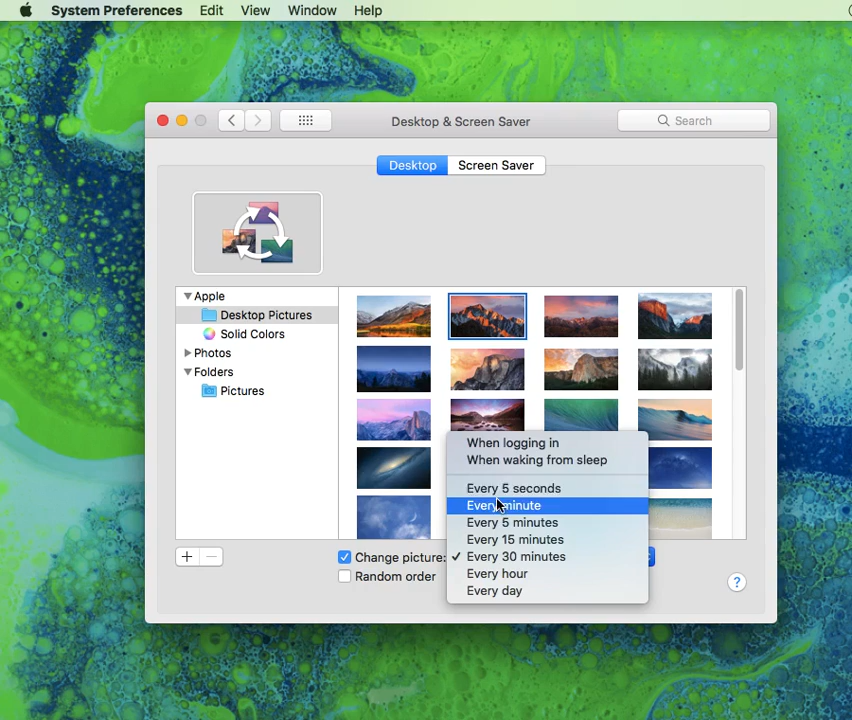 System Preferences Edit View Window Help
Desktop & Screen Saver
Search
Desktop Screen Saver
Apple
Desktop Pictures
Solid Colors
Photos
Folders
Pictures
When logging in
When waking from sleep
Every 5 seconds
Every minute
Every 5 minutes
Every 15 minutes
Every 30 minutes
Every hour
Every day
+ −
Change picture:
Random order
?